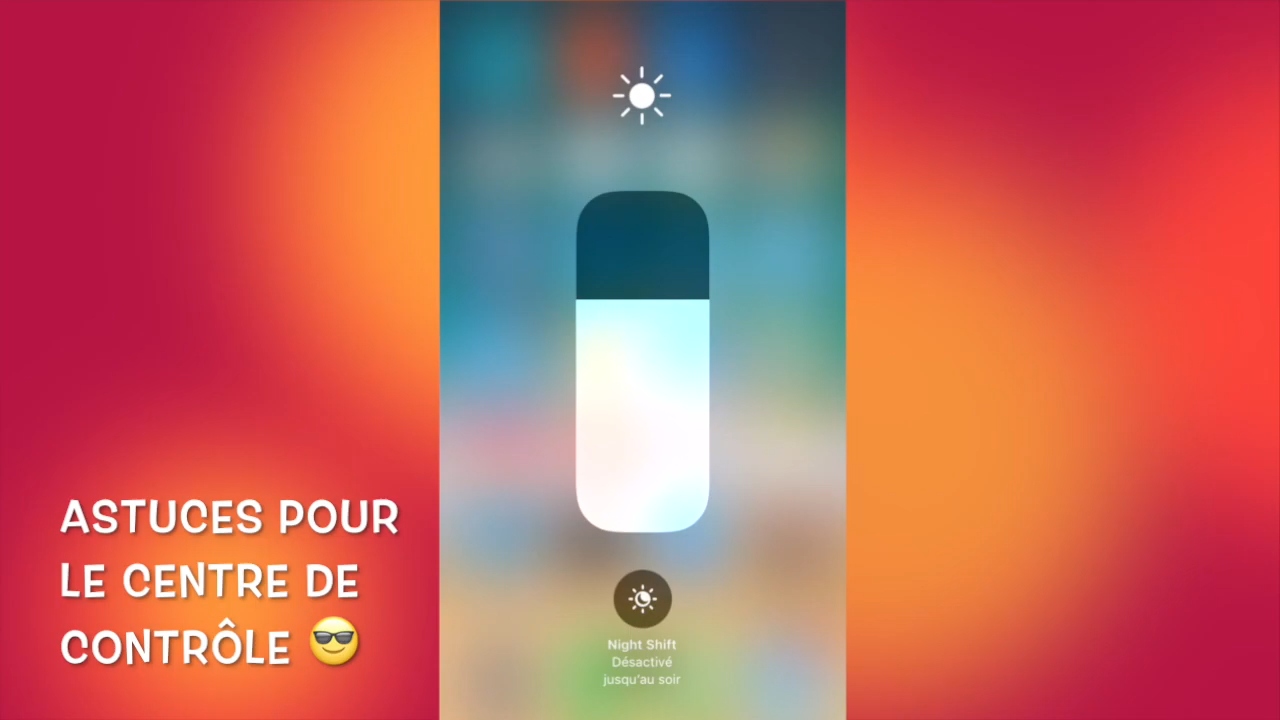 ASTUCES POUR
LE CENTRE DE
CONTRÔLE 😎
Night Shift
Désactivé
jusqu'au soir